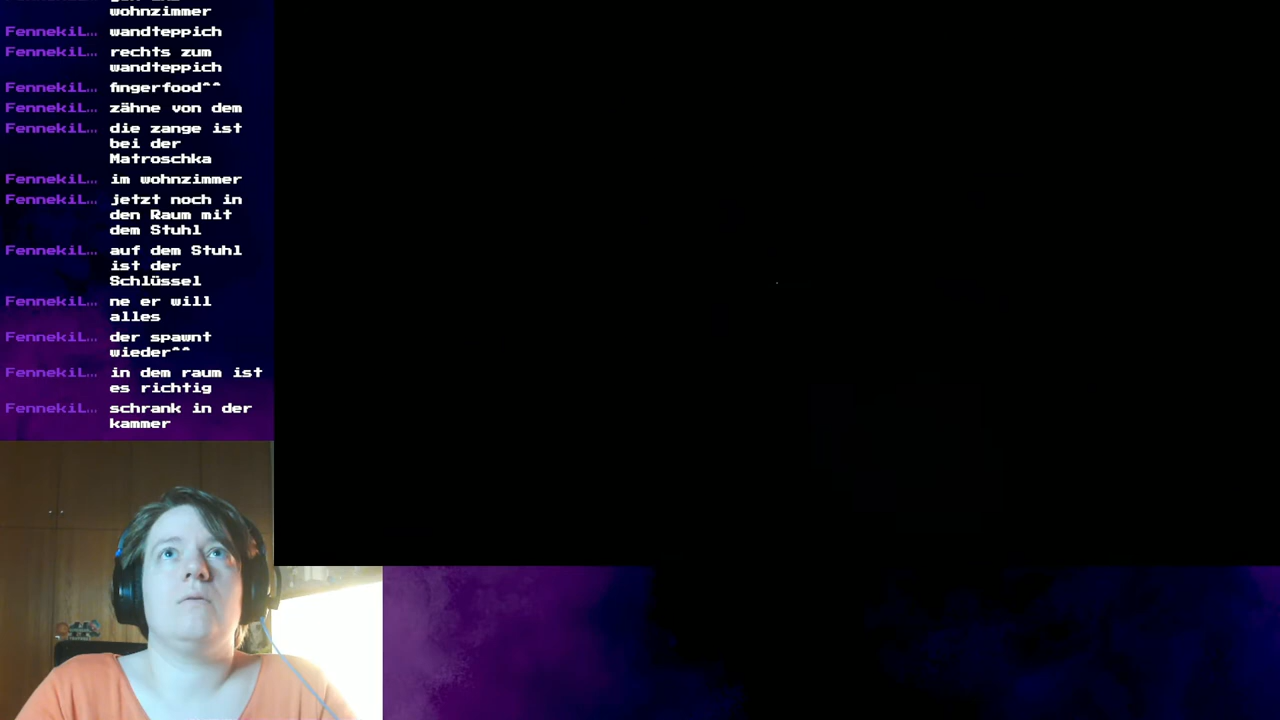 wohnzimmer
FennekiL… wandteppich
FennekiL… rechts zum
wandteppich
FennekiL… fingerfood^^
FennekiL… zähne von dem
FennekiL… die zange ist
bei der
Matroschka
FennekiL… im wohnzimmer
FennekiL… jetzt noch in
den Raum mit
dem Stuhl
FennekiL… auf dem Stuhl
ist der
Schlüssel
FennekiL… ne er will
alles
FennekiL… der spawnt
wieder^^
FennekiL… in dem raum ist
es richtig
FennekiL… schrank in der
kammer